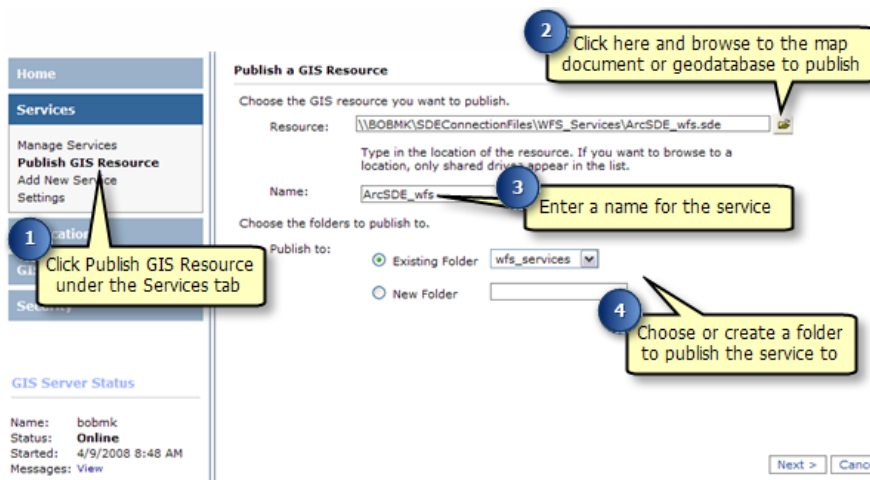 2
Click here and browse to the map
document or geodatabase to publish
Home
Services
Manage Services
Publish GIS Resource
Add New Service
Settings
Security
1
Click Publish GIS Resource
under the Services tab
GIS Server Status
Name: bobmk
Status: Online
Started: 4/9/2008 8:48 AM
Messages: View
Publish a GIS Resource
Choose the GIS resource you want to publish.
Resource: \\BOBMK\SDEConnectionFiles\WFS_Services\ArcSDE_wfs.sde
Type in the location of the resource. If you want to browse to a
location, only shared drives appear in the list.
Name: ArcSDE_wfs
3
Enter a name for the service
Choose the folders to publish to.
Publish to:
Existing Folder wfs_services
New Folder
4
Choose or create a folder
to publish the service to
Next > Cance